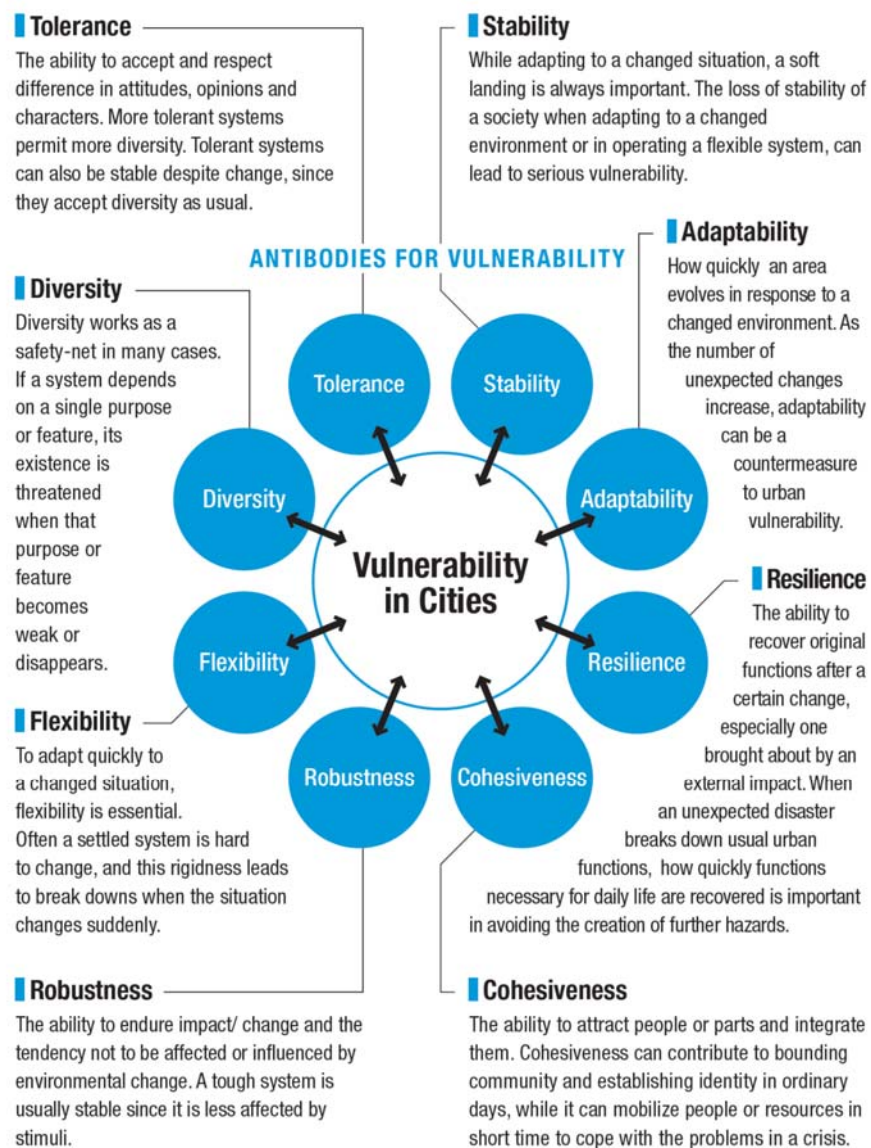 Tolerance
The ability to accept and respect
difference in attitudes, opinions and
characters. More tolerant systems
permit more diversity. Tolerant systems
can also be stable despite change, since
they accept diversity as usual.
Stability
While adapting to a changed situation, a soft
landing is always important. The loss of stability of
a society when adapting to a changed
environment or in operating a flexible system, can
lead to serious vulnerability.
ANTIBODIES FOR VULNERABILITY
Adaptability
How quickly an area
evolves in response to a
changed environment. As
the number of
unexpected changes
increase, adaptability
can be a
countermeasure
to urban
vulnerability.
Diversity
Diversity works as a
safety-net in many cases.
If a system depends
on a single purpose
or feature, its
existence is
threatened
when that
purpose or
feature
becomes
weak or
disappears.
Tolerance
Stability
Diversity
Adaptability
Vulnerability
in Cities
Flexibility
Resilience
Robustness
Cohesiveness
Resilience
The ability to
recover original
functions after a
certain change,
especially one
brought about by an
external impact. When
an unexpected disaster
breaks down usual urban
functions, how quickly functions
necessary for daily life are recovered is important
in avoiding the creation of further hazards.
Flexibility
To adapt quickly to
a changed situation,
flexibility is essential.
Often a settled system is hard
to change, and this rigidness leads
to break downs when the situation
changes suddenly.
Robustness
The ability to endure impact/ change and the
tendency not to be affected or influenced by
environmental change. A tough system is
usually stable since it is less affected by
stimuli.
Cohesiveness
The ability to attract people or parts and integrate
them. Cohesiveness can contribute to bounding
community and establishing identity in ordinary
days, while it can mobilize people or resources in
short time to cope with the problems in a crisis.